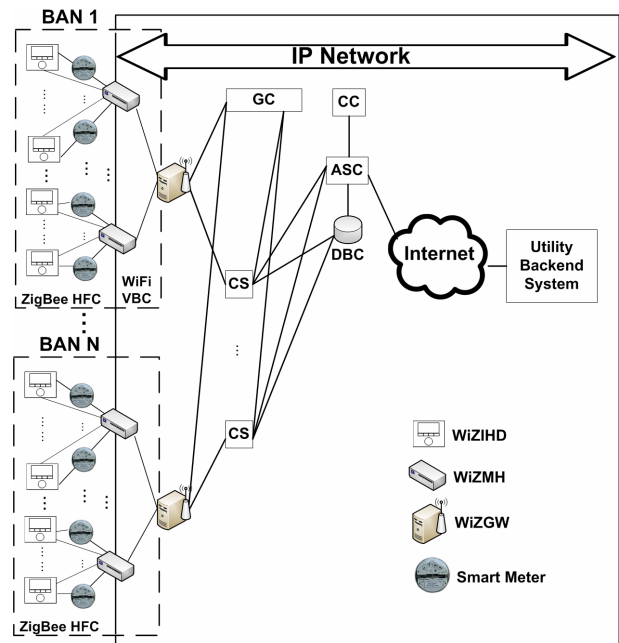 BAN 1
IP Network
GC
CC
ASC
DBC
CS
Internet
Utility
Backend
System
ZigBee HFC
WiFi
VBC
BAN N
CS
WiZIHD
WiZMH
WiZGW
Smart Meter
ZigBee HFC